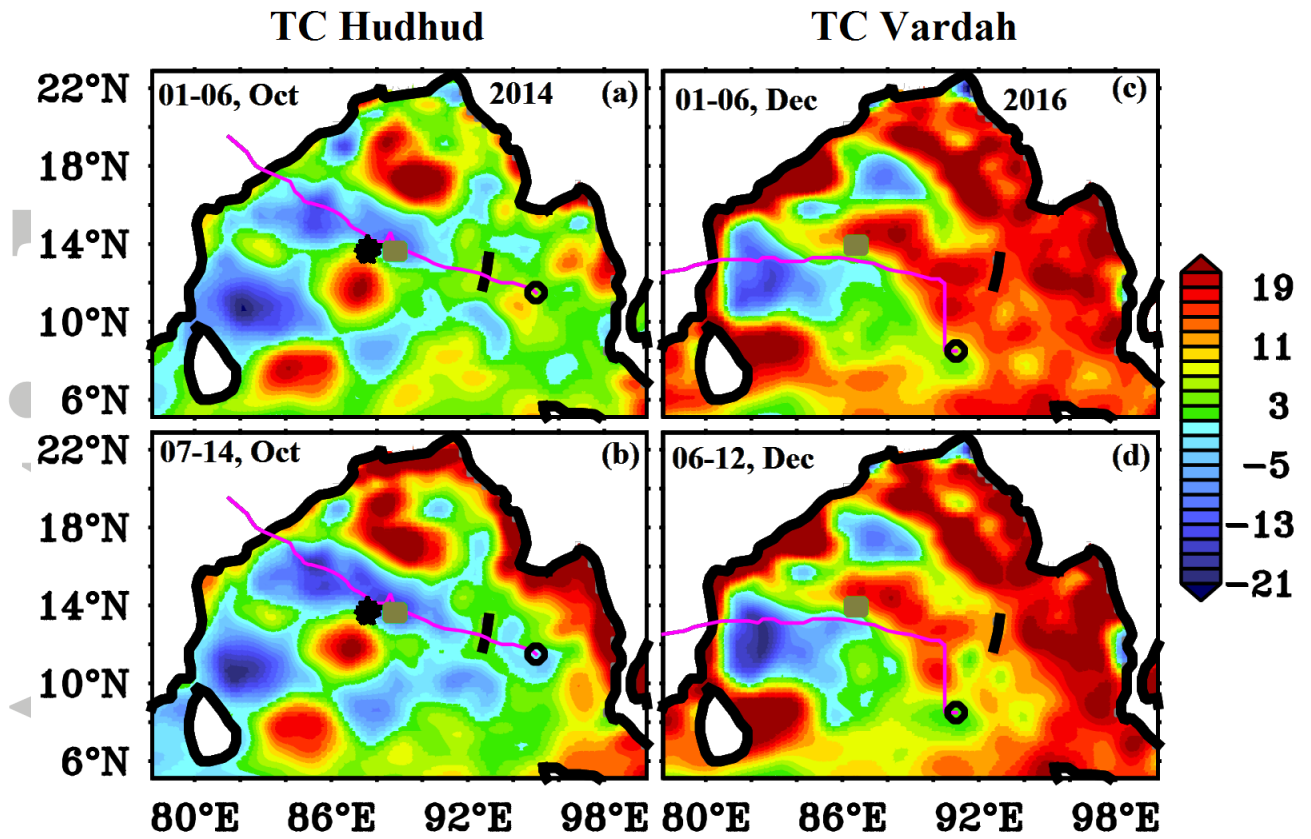 TC Hudhud TC Vardah
22°N 01-06, Oct 2014 (a) 01-06, Dec 2016 (c)
18°N
14°N
10°N
6°N
22°N 07-14, Oct (b) 06-12, Dec (d)
18°N
14°N
10°N
6°N
80°E 86°E 92°E 98°E 80°E 86°E 92°E 98°E
19
11
3
−5
−13
−21